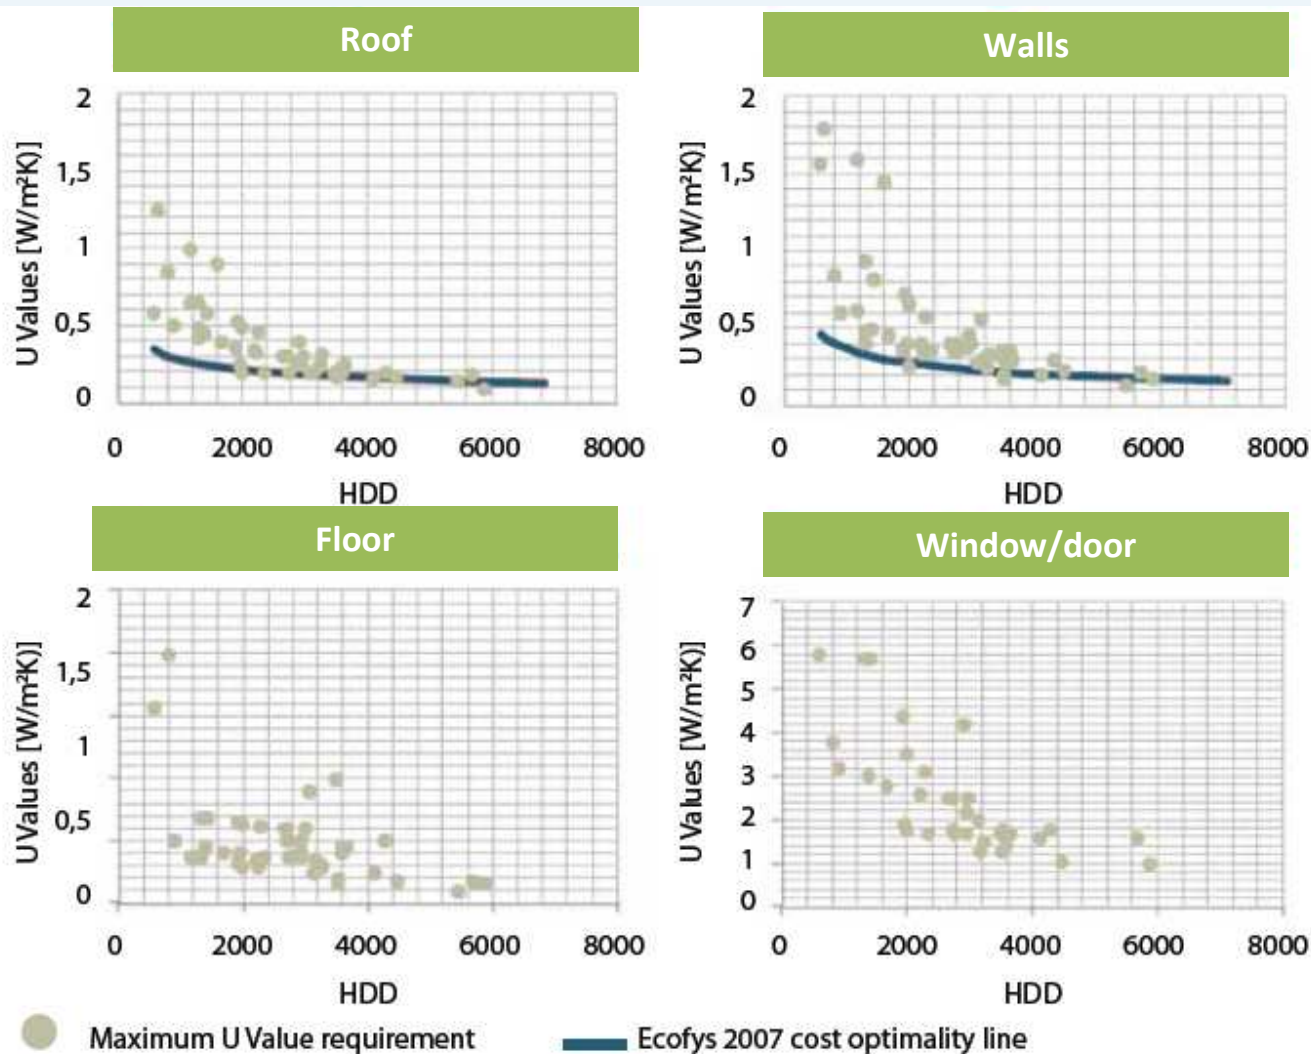 Roof
Walls
U Values [W/m²K)]
2
1,5
1
0,5
0
0 2000 4000 6000 8000
HDD
U Values [W/m²K)]
2
1,5
1
0,5
0
0 2000 4000 6000 8000
HDD
Floor
Window/door
U Values [W/m²K)]
2
1,5
1
0,5
0
0 2000 4000 6000 8000
HDD
U Values [W/m²K)]
7
6
5
4
3
2
1
0
0 2000 4000 6000 8000
HDD
Maximum U Value requirement
Ecofys 2007 cost optimality line